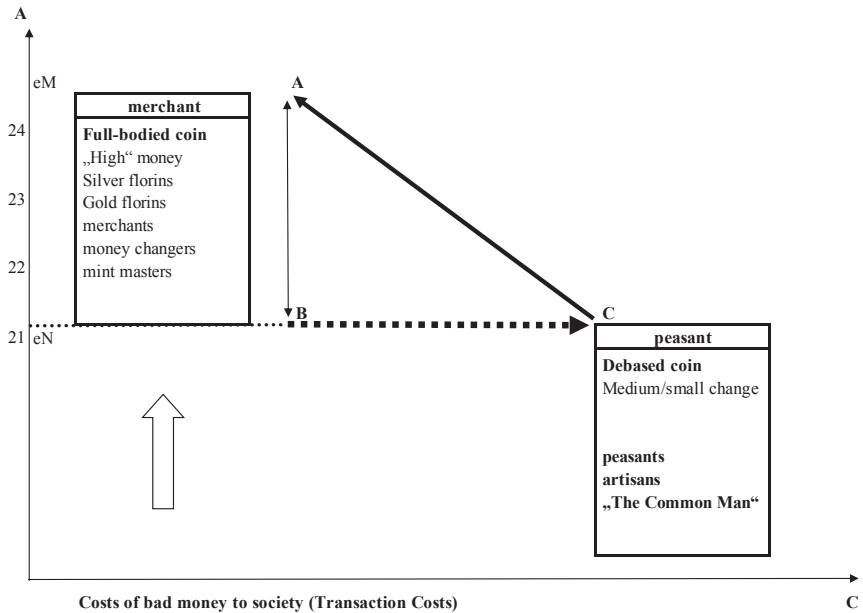 A
eM
A
merchant
24
Full-bodied coin
„High“ money
Silver florins
23
Gold florins
merchants
money changers
22
mint masters
B
C
21
eN
peasant
Debased coin
Medium/small change
peasants
artisans
„The Common Man“
Costs of bad money to society (Transaction Costs)
C